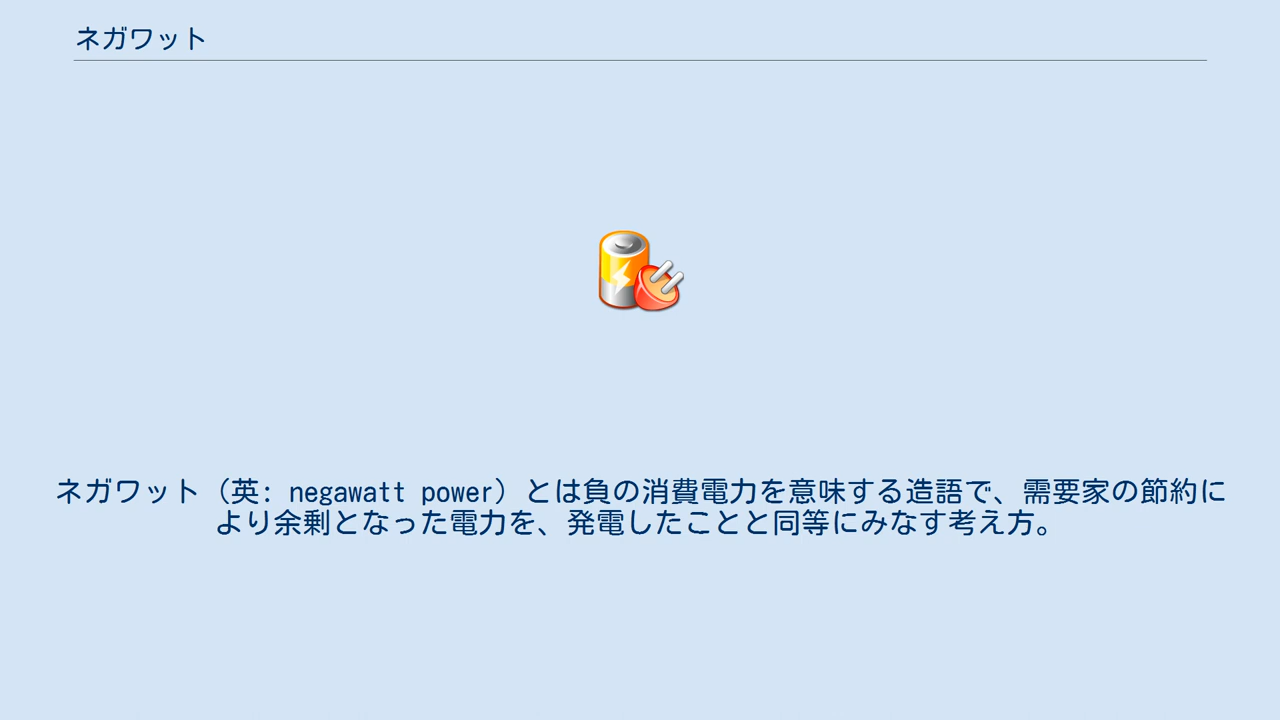 ネガワット
ネガワット（英: negawatt power）とは負の消費電力を意味する造語で、需要家の節約に
より余剰となった電力を、発電したことと同等にみなす考え方。